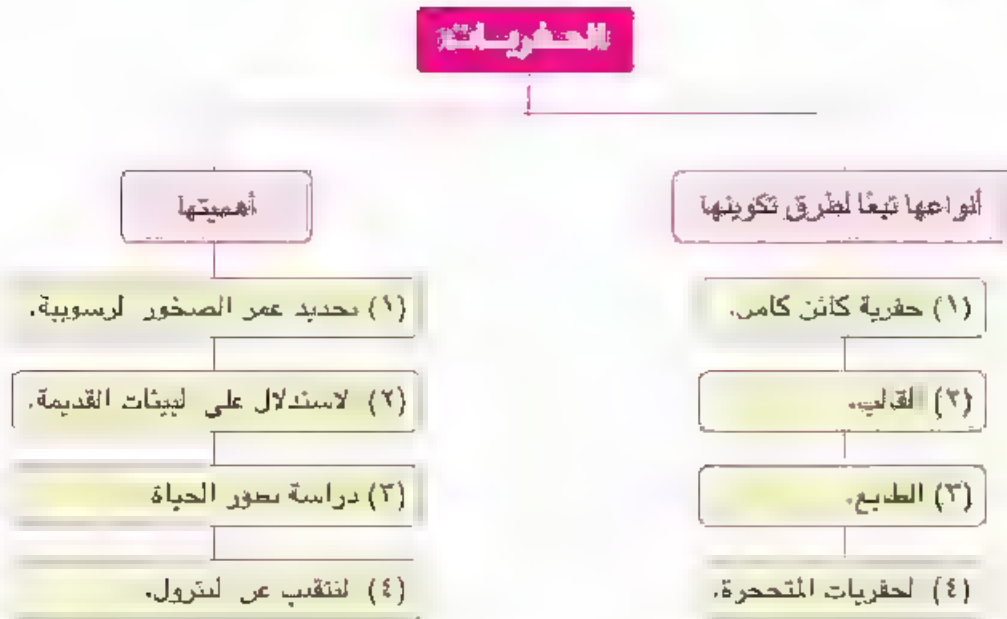 الحفريات
أنواعها تبعًا لطرق تكوينها
(١) حفرية كائن كامل.
(٢) القالب.
(٣) الطابع.
(٤) الحفريات المتحجرة.
أهميتها
(١) تحديد عمر الصخور الرسوبية.
(٢) الاستدلال على البيئات القديمة.
(٣) دراسة تطور الحياة
(٤) التنقيب عن البترول.